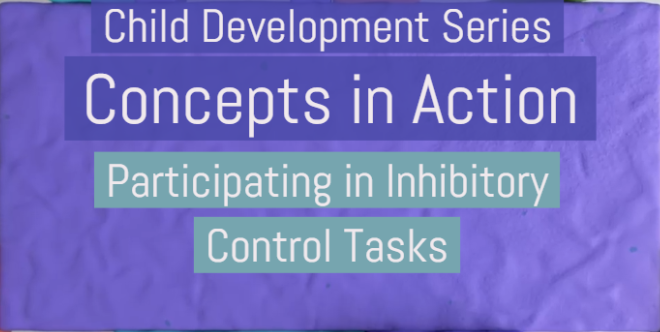 Child Development Series
Concepts in Action
Participating in Inhibitory
Control Tasks